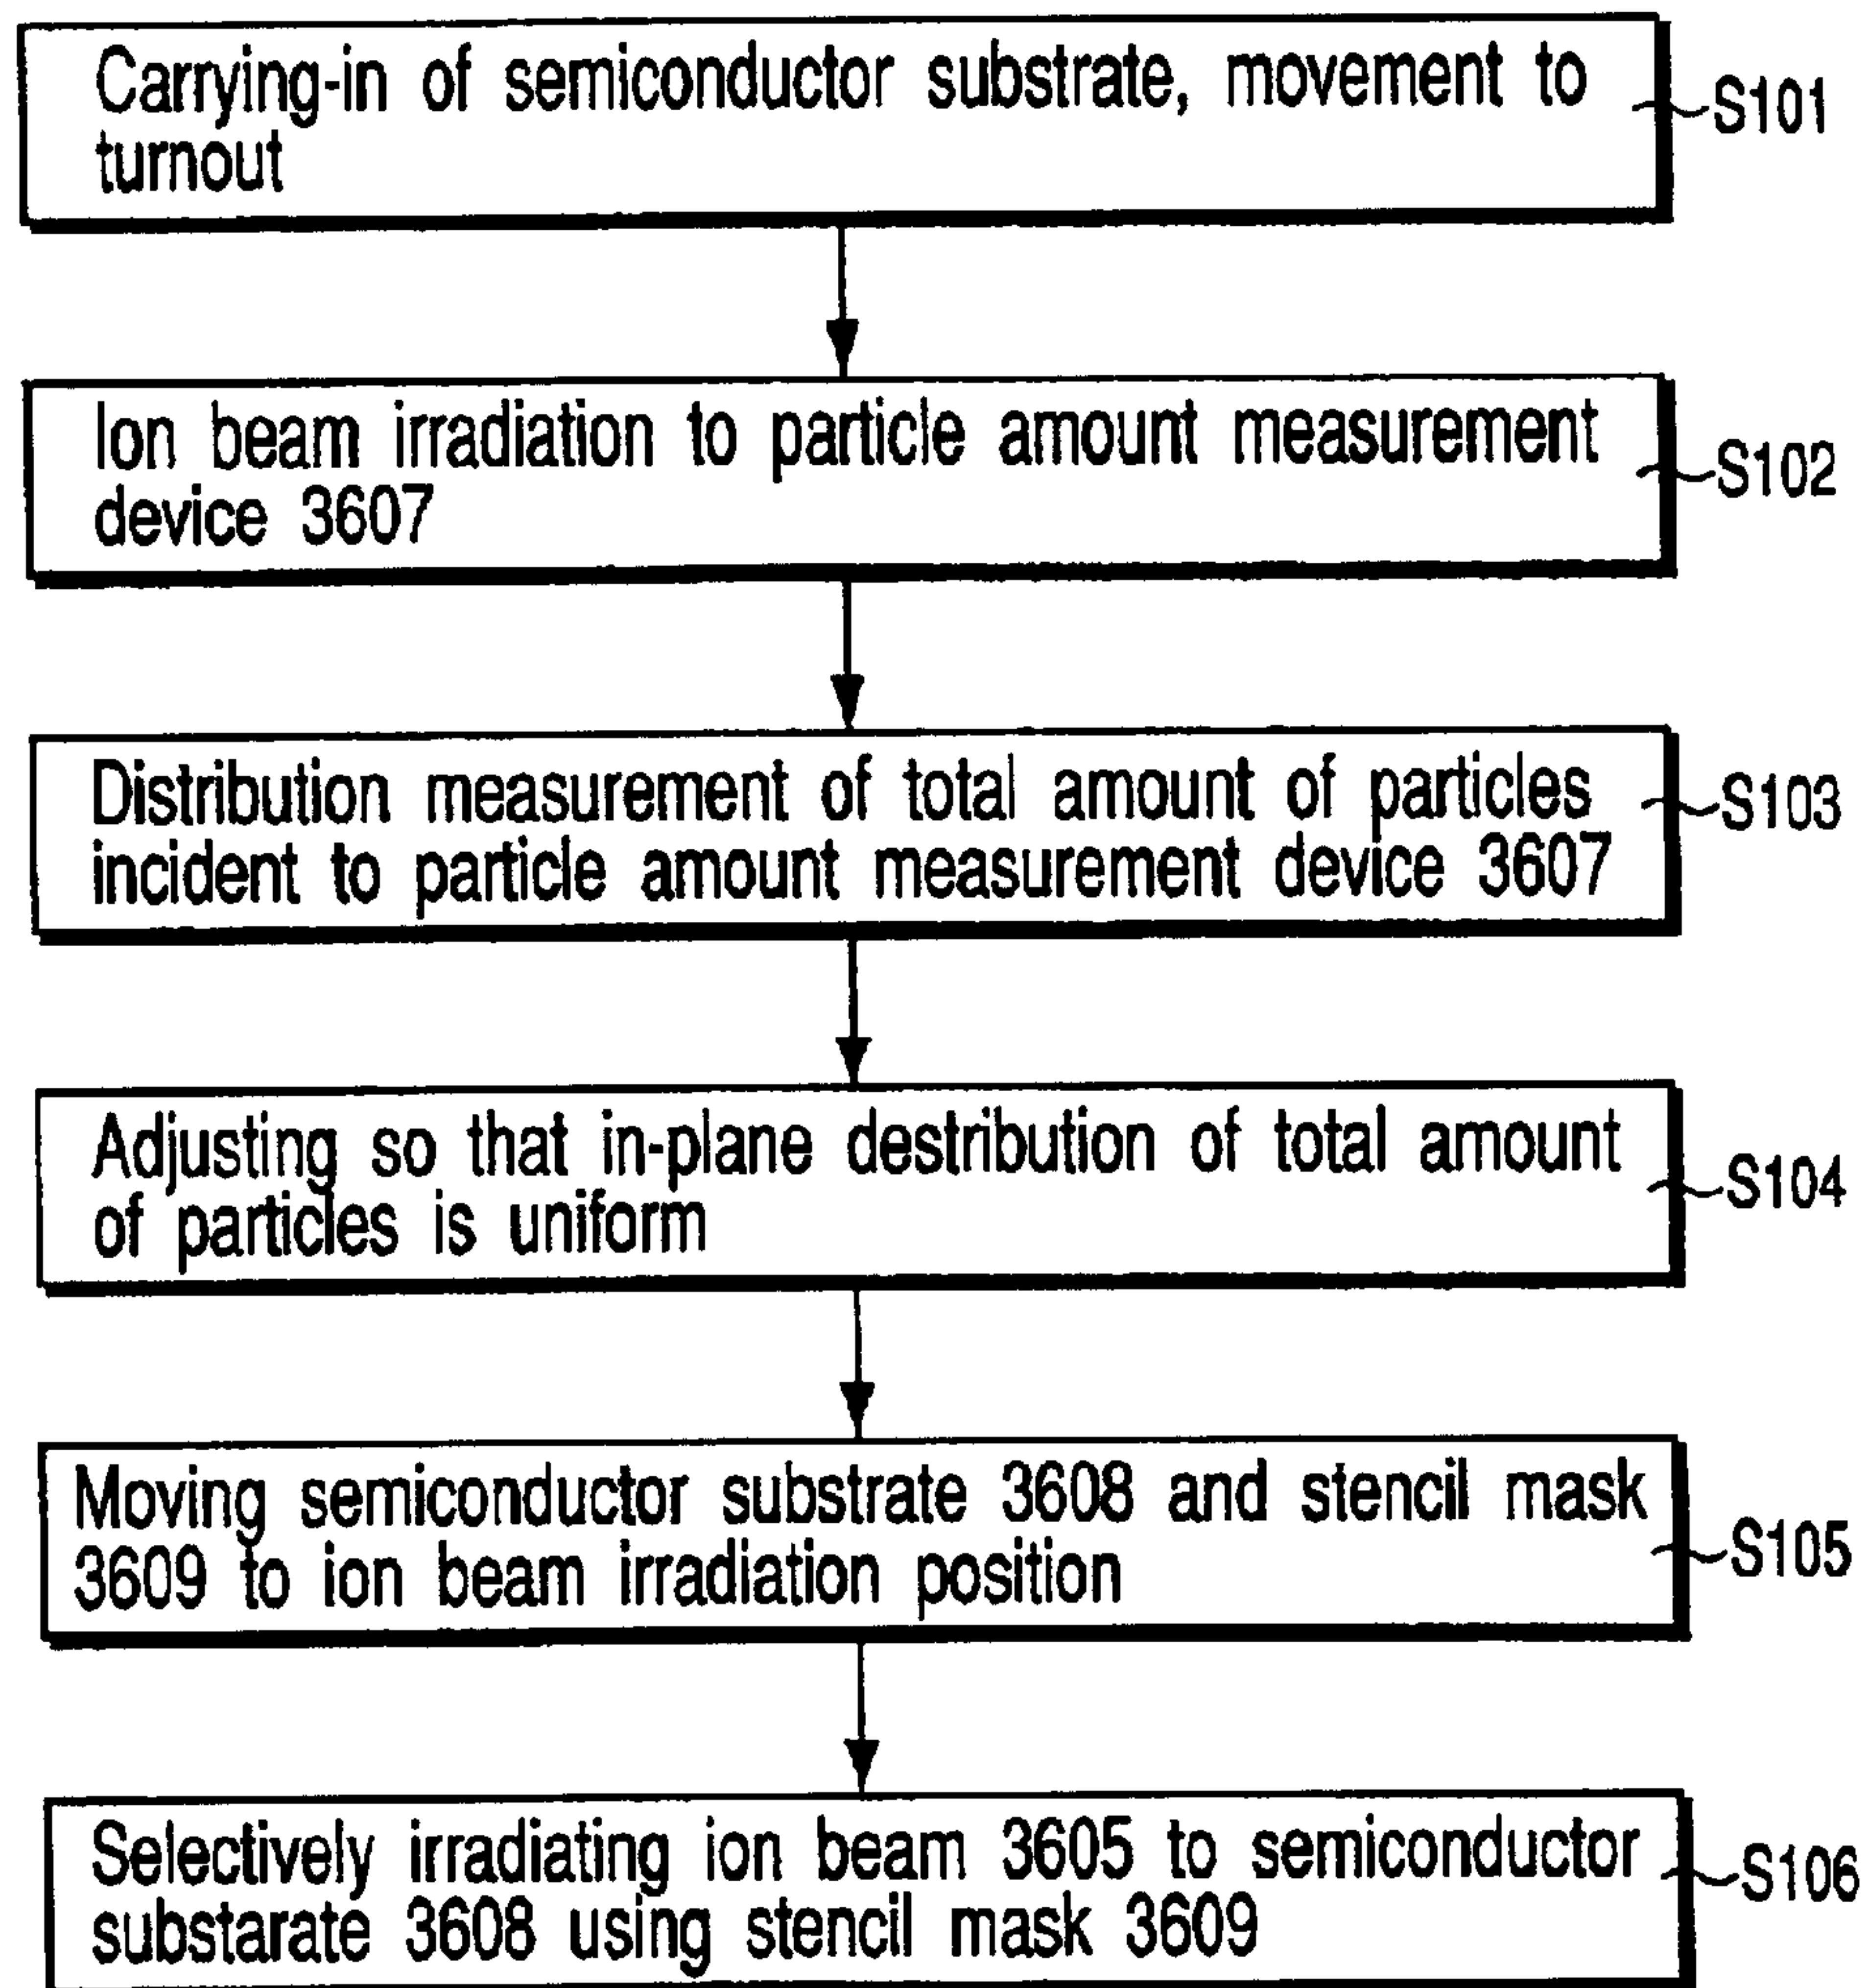 Carrying-in of semiconductor substrate, movement to
turnout
S101
Ion beam irradiation to particle amount measurement
device 3607
S102
Distribution measurement of total amount of particles
incident to particle amount measurement device 3607
S103
Adjusting so that in-plane destribution of total amount
of particles is uniform
S104
Moving semiconductor substrate 3608 and stencil mask
3609 to ion beam irradiation position
S105
Selectively irradiating ion beam 3605 to semiconductor
substarate 3608 using stencil mask 3609
S106